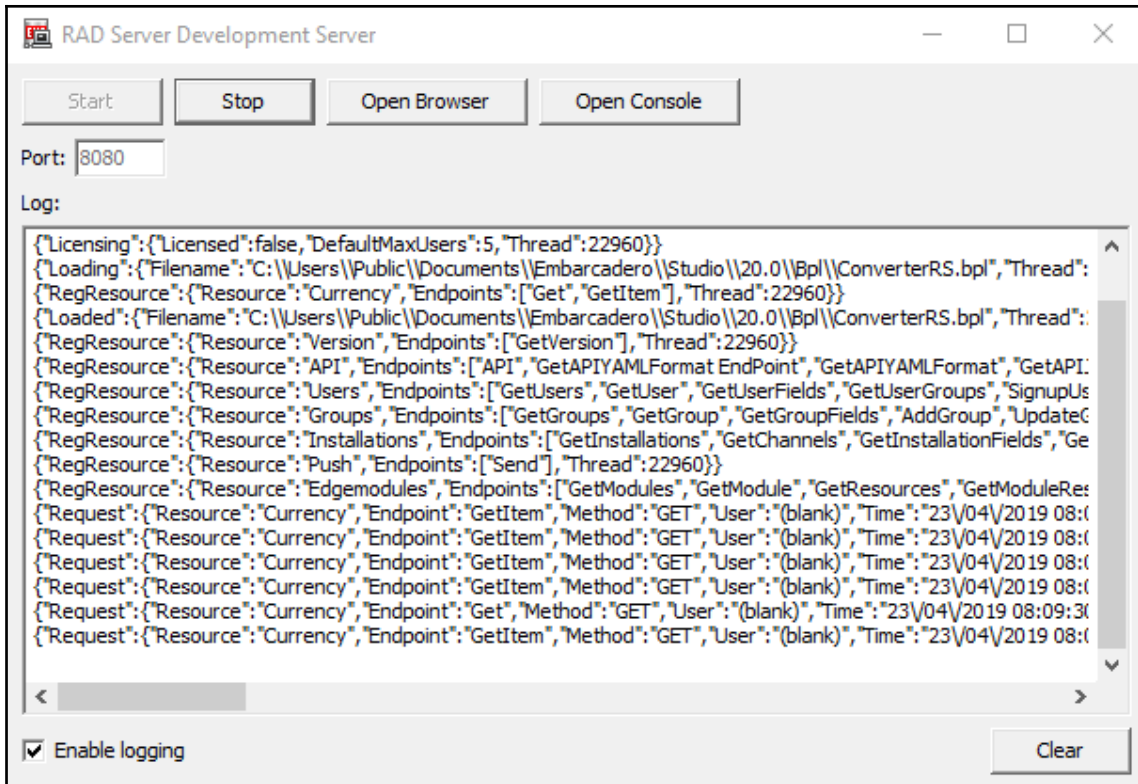 RAD Server Development Server
Start Stop Open Browser Open Console
Port: 8080
Log:
{"Licensing":{"Licensed":false,"DefaultMaxUsers":5,"Thread":22960}}
{"Loading":{"Filename":"C:\\Users\\Public\\Documents\\Embarcadero\\Studio\\20.0\\Bpl\\ConverterRS.bpl","Thread":
{"RegResource":{"Resource":"Currency","Endpoints":["Get","GetItem"],"Thread":22960}}
{"Loaded":{"Filename":"C:\\Users\\Public\\Documents\\Embarcadero\\Studio\\20.0\\Bpl\\ConverterRS.bpl","Thread":
{"RegResource":{"Resource":"Version","Endpoints":["GetVersion"],"Thread":22960}}
{"RegResource":{"Resource":"API","Endpoints":["API","GetAPIYAMLFormat EndPoint","GetAPIYAMLFormat","GetAPI
{"RegResource":{"Resource":"Users","Endpoints":["GetUsers","GetUser","GetUserFields","GetUserGroups","SignupUs
{"RegResource":{"Resource":"Groups","Endpoints":["GetGroups","GetGroup","GetGroupFields","AddGroup","UpdateG
{"RegResource":{"Resource":"Installations","Endpoints":["GetInstallations","GetChannels","GetInstallationFields","Ge
{"RegResource":{"Resource":"Push","Endpoints":["Send"],"Thread":22960}}
{"RegResource":{"Resource":"Edgemodules","Endpoints":["GetModules","GetModule","GetResources","GetModuleRes
{"Request":{"Resource":"Currency","Endpoint":"GetItem","Method":"GET","User":"(blank)","Time":"23\/04\/2019 08:0
{"Request":{"Resource":"Currency","Endpoint":"GetItem","Method":"GET","User":"(blank)","Time":"23\/04\/2019 08:0
{"Request":{"Resource":"Currency","Endpoint":"GetItem","Method":"GET","User":"(blank)","Time":"23\/04\/2019 08:0
{"Request":{"Resource":"Currency","Endpoint":"GetItem","Method":"GET","User":"(blank)","Time":"23\/04\/2019 08:0
{"Request":{"Resource":"Currency","Endpoint":"Get","Method":"GET","User":"(blank)","Time":"23\/04\/2019 08:09:30
{"Request":{"Resource":"Currency","Endpoint":"GetItem","Method":"GET","User":"(blank)","Time":"23\/04\/2019 08:0
Enable logging Clear